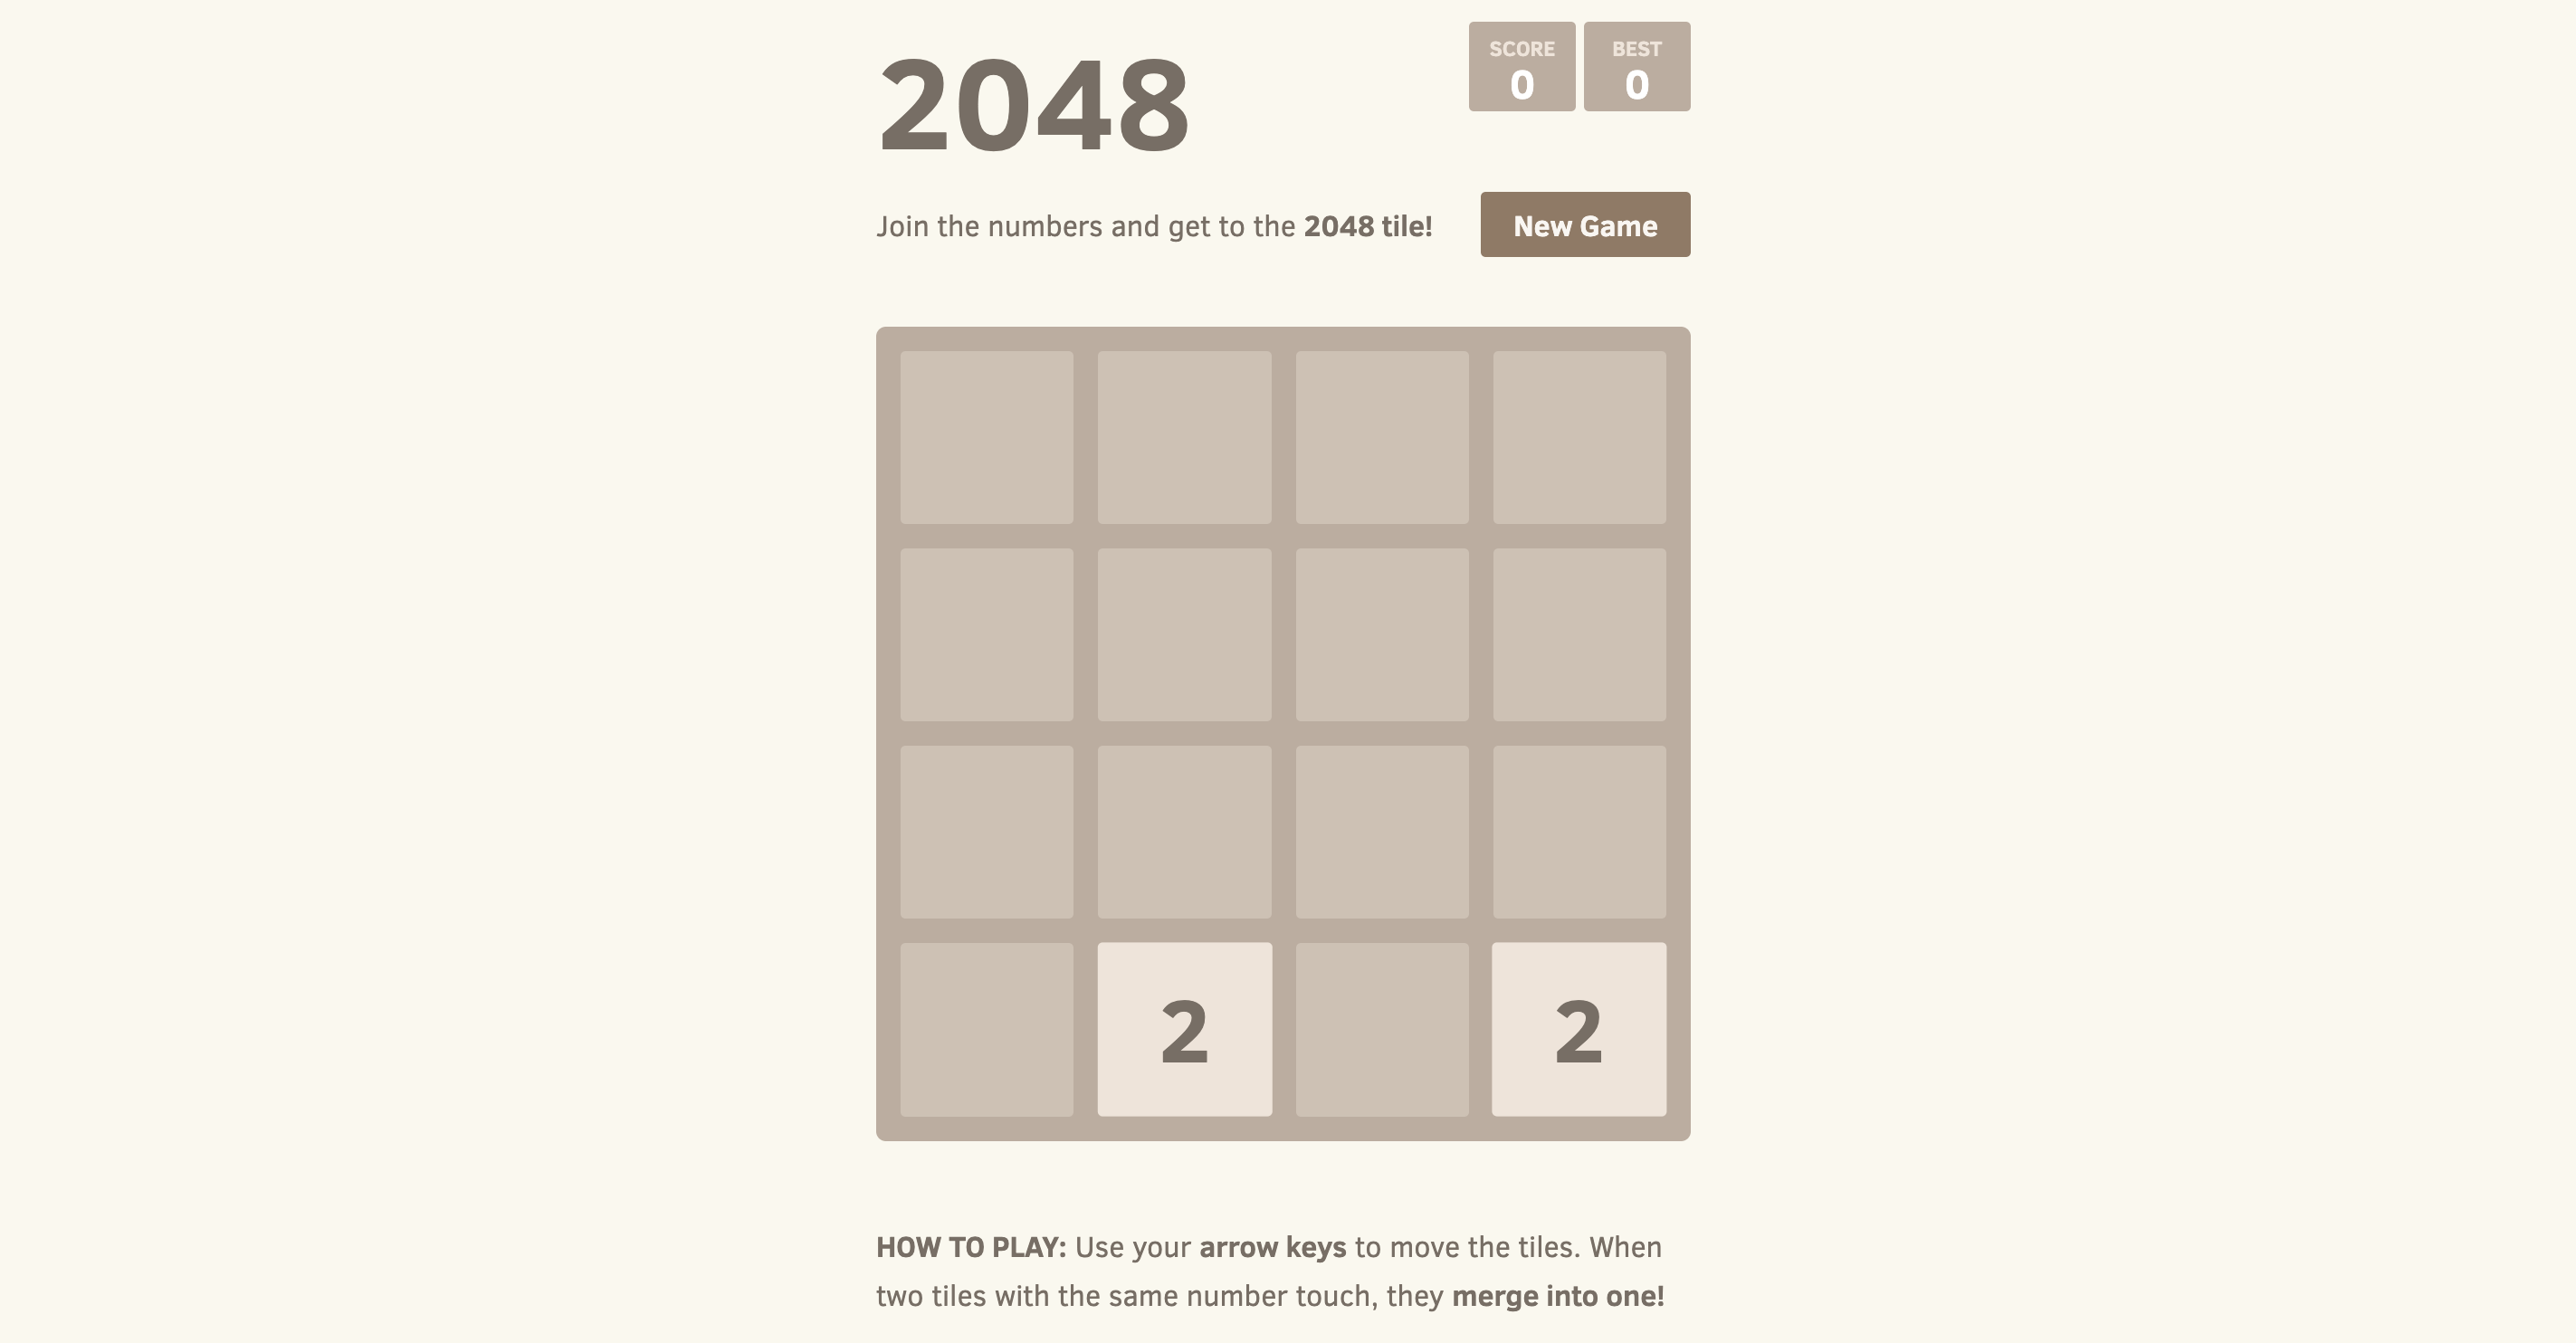 2048
SCORE
0
BEST
0
Join the numbers and get to the 2048 tile!
New Game
2
2
HOW TO PLAY: Use your arrow keys to move the tiles. When
two tiles with the same number touch, they merge into one!